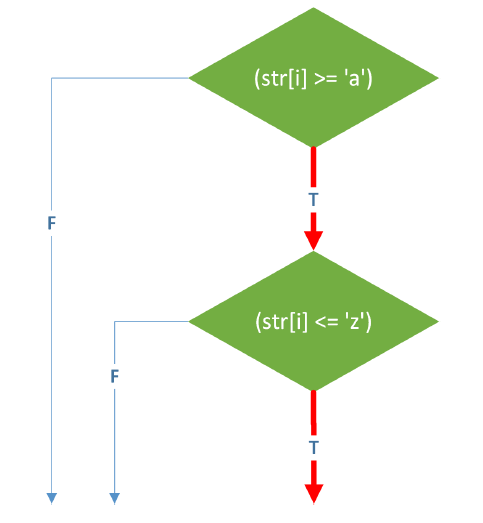 (str[i] >= 'a')
T
F
(str[i] <= 'z')
F
T